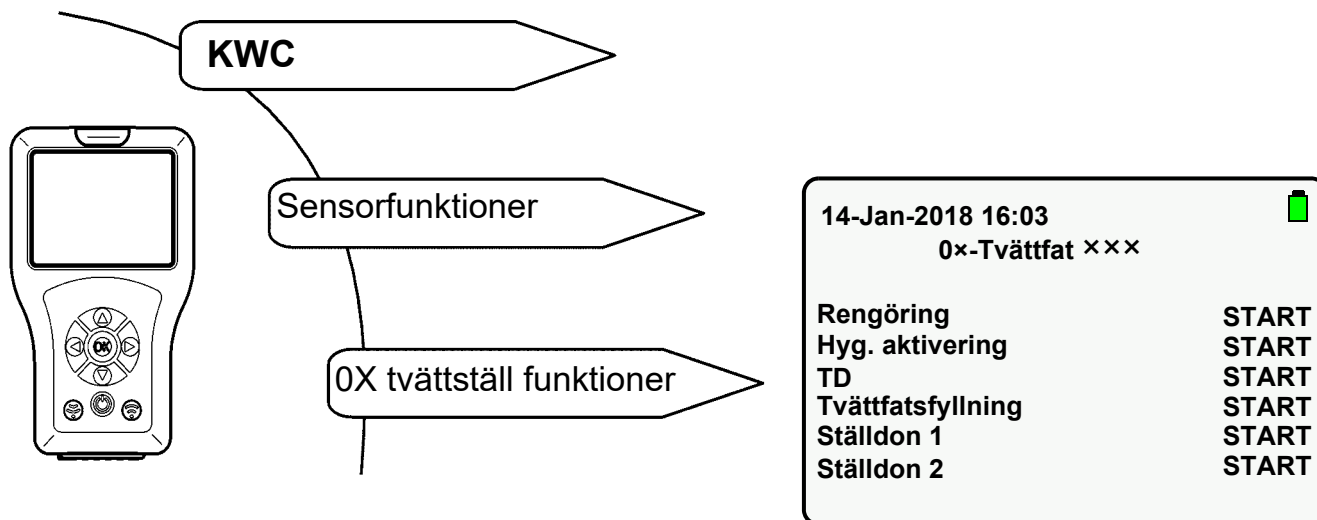 KWC
Sensorfunktioner
0X tvättställ funktioner
OK
14-Jan-2018 16:03
0×-Tvättfat ×××
Rengöring START
Hyg. aktivering START
TD START
Tvättfatsfyllning START
Ställdon 1 START
Ställdon 2 START